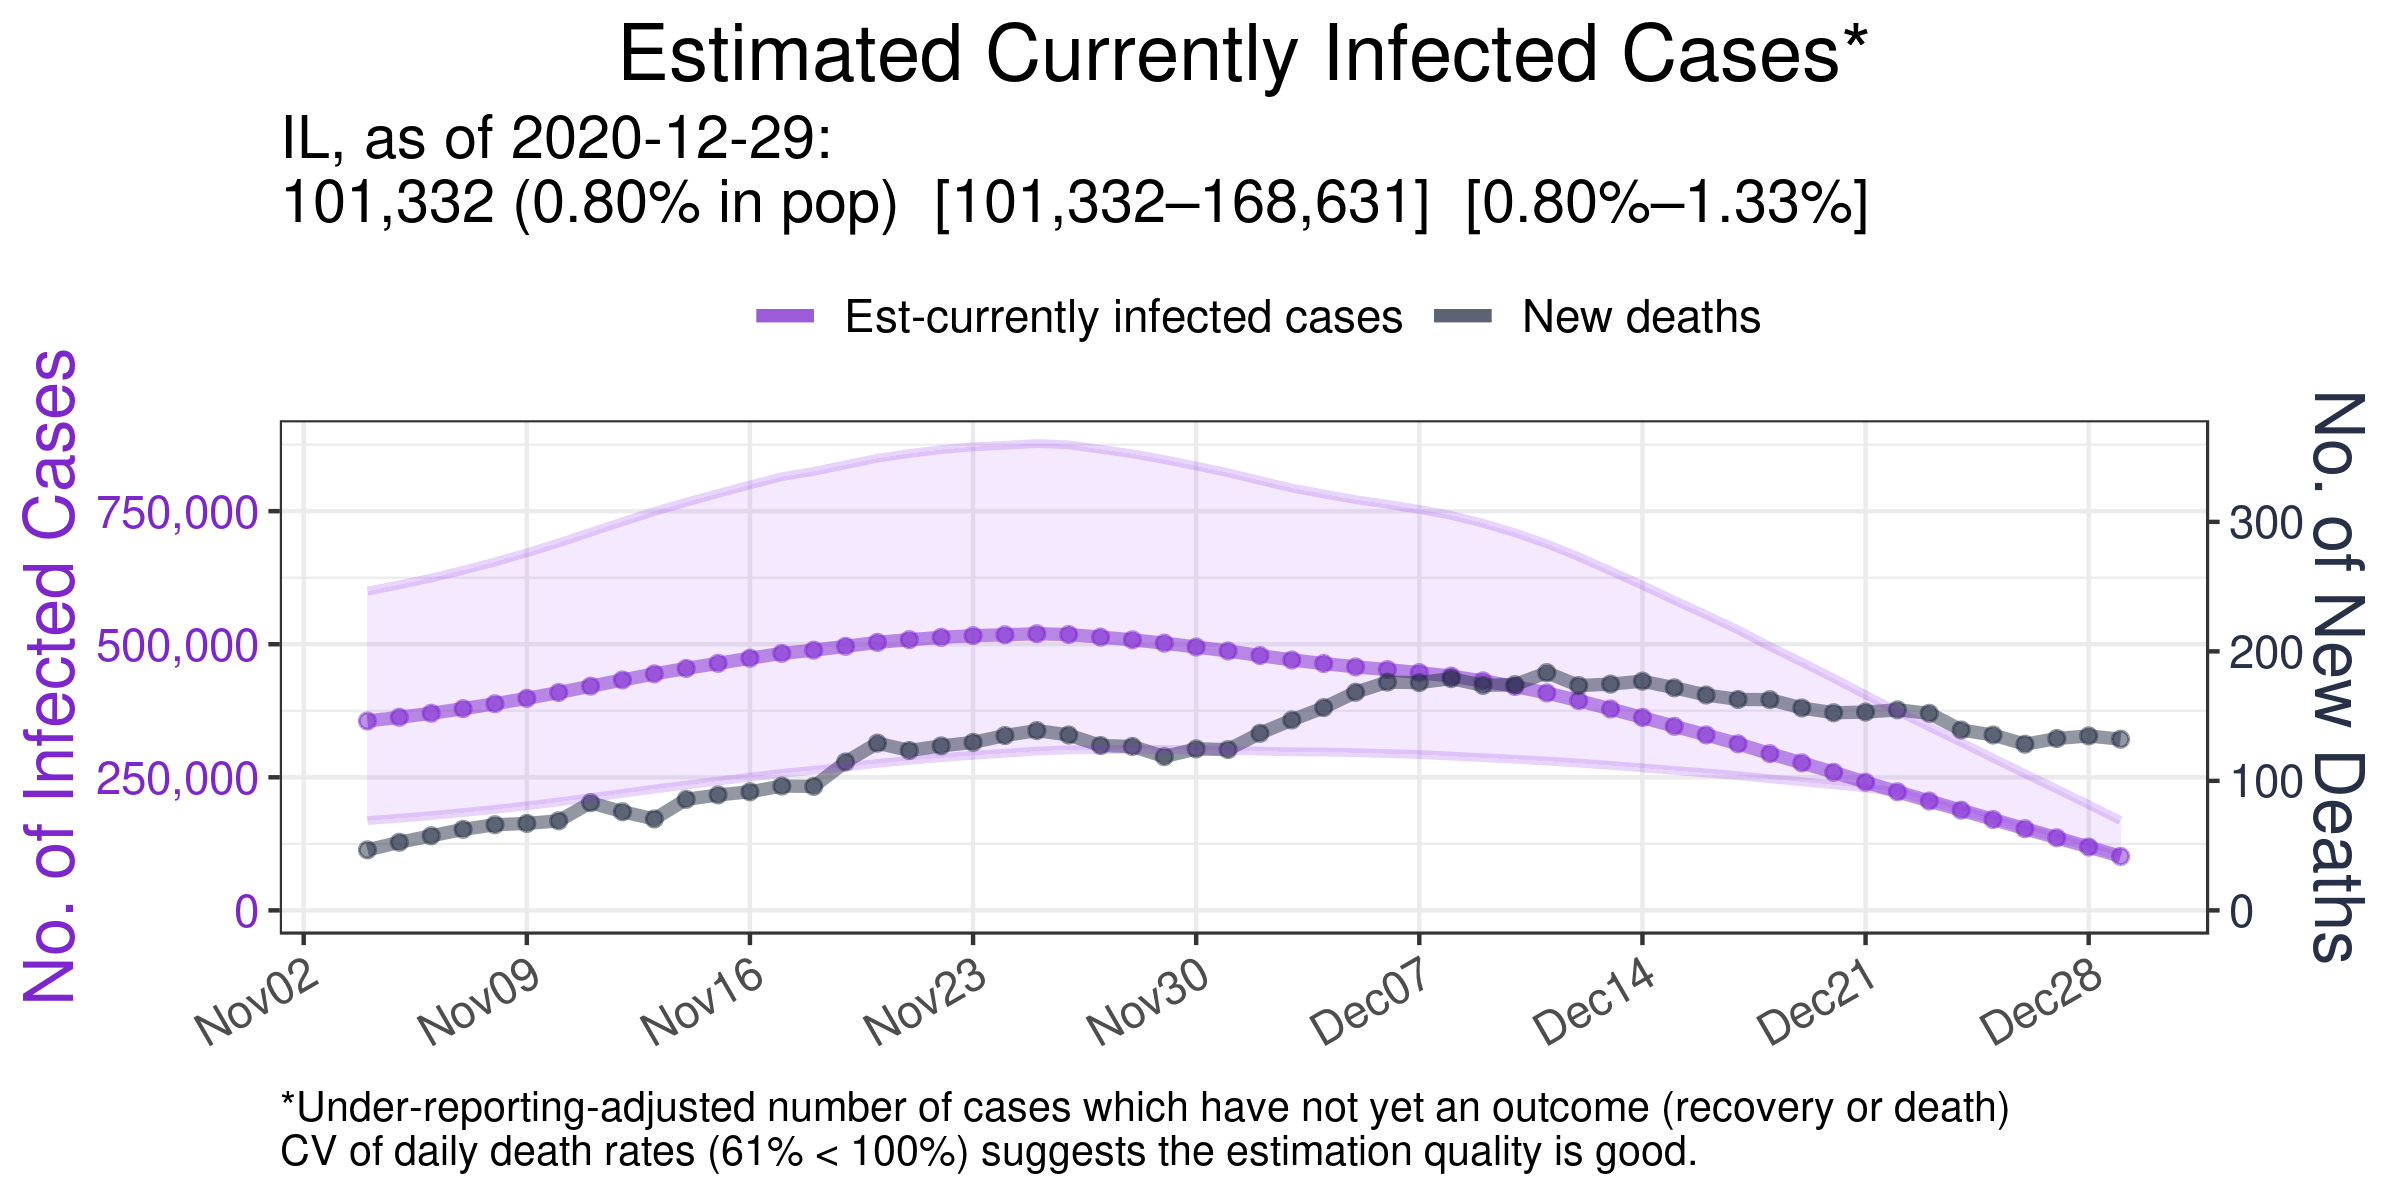 Estimated Currently Infected Cases*
IL, as of 2020-12-29:
101,332 (0.80% in pop)  [101,332–168,631]  [0.80%–1.33%]
Est-currently infected cases
New deaths
No. of Infected Cases
750,000
500,000
250,000
0
300
200
100
0
No. of New Deaths
Nov02
Nov09
Nov16
Nov23
Nov30
Dec07
Dec14
Dec21
Dec28
*Under-reporting-adjusted number of cases which have not yet an outcome (recovery or death)
CV of daily death rates (61% < 100%) suggests the estimation quality is good.